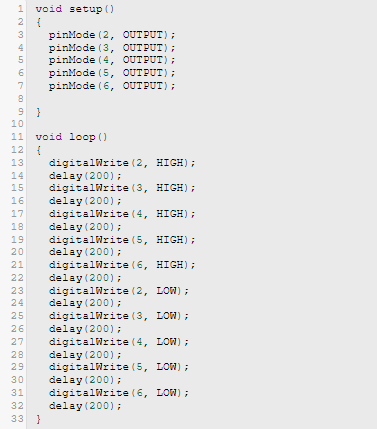 1 void setup()
2 {
3 pinMode(2, OUTPUT);
4 pinMode(3, OUTPUT);
5 pinMode(4, OUTPUT);
6 pinMode(5, OUTPUT);
7 pinMode(6, OUTPUT);
8
9 }
10
11 void loop()
12 {
13 digitalWrite(2, HIGH);
14 delay(200);
15 digitalWrite(3, HIGH);
16 delay(200);
17 digitalWrite(4, HIGH);
18 delay(200);
19 digitalWrite(5, HIGH);
20 delay(200);
21 digitalWrite(6, HIGH);
22 delay(200);
23 digitalWrite(2, LOW);
24 delay(200);
25 digitalWrite(3, LOW);
26 delay(200);
27 digitalWrite(4, LOW);
28 delay(200);
29 digitalWrite(5, LOW);
30 delay(200);
31 digitalWrite(6, LOW);
32 delay(200);
33 }